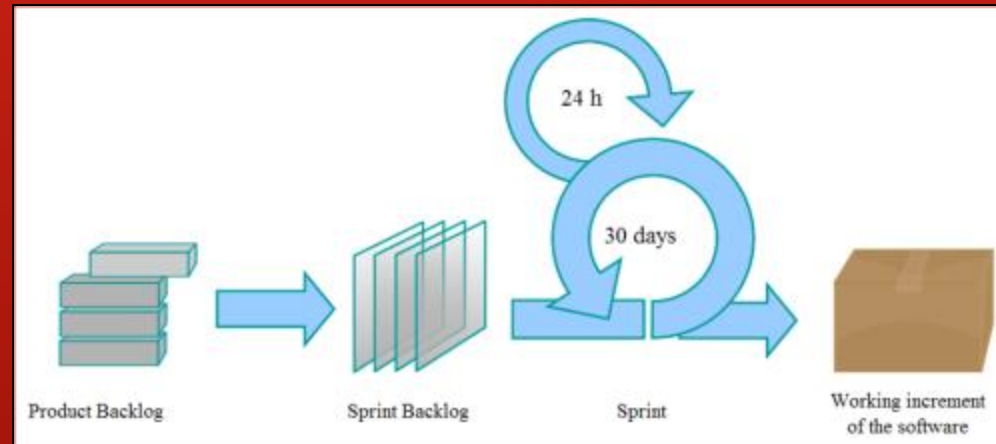 24 h
30 days
Product Backlog
Sprint Backlog
Sprint
Working increment
of the software